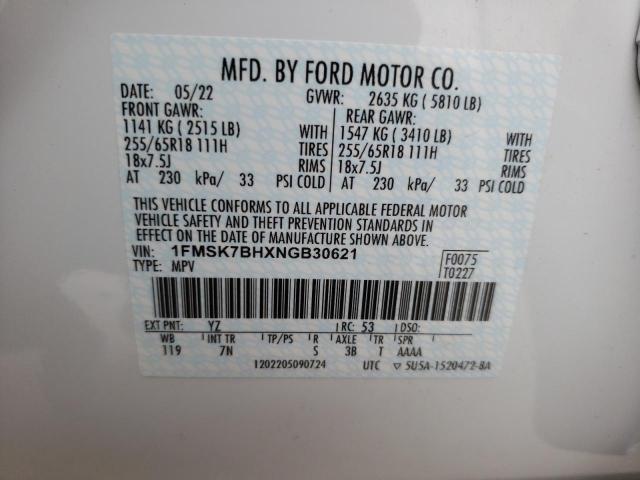 MFD. BY FORD MOTOR CO.
DATE: 05/22 GVWR: 2635 KG ( 5810 LB)
FRONT GAWR: REAR GAWR:
1141 KG ( 2515 LB) WITH 1547 KG ( 3410 LB) WITH
255/65R18 111H TIRES 255/65R18 111H TIRES
18x7.5J RIMS 18x7.5J RIMS
AT 230 kPa/ 33 PSI COLD AT 230 kPa/ 33 PSI COLD
THIS VEHICLE CONFORMS TO ALL APPLICABLE FEDERAL MOTOR
VEHICLE SAFETY AND THEFT PREVENTION STANDARDS IN
EFFECT ON THE DATE OF MANUFACTURE SHOWN ABOVE.
VIN: 1FMSK7BHXNGB30621 F0075
TYPE: MPV T0227
EXT PNT: YZ RC: 53 DSO:
WB INT TR TP/PS R AXLE TR SPR
119 7N S 3B T AAAA
1202205090724 UTC ▽ 5U5A-1520472-BA